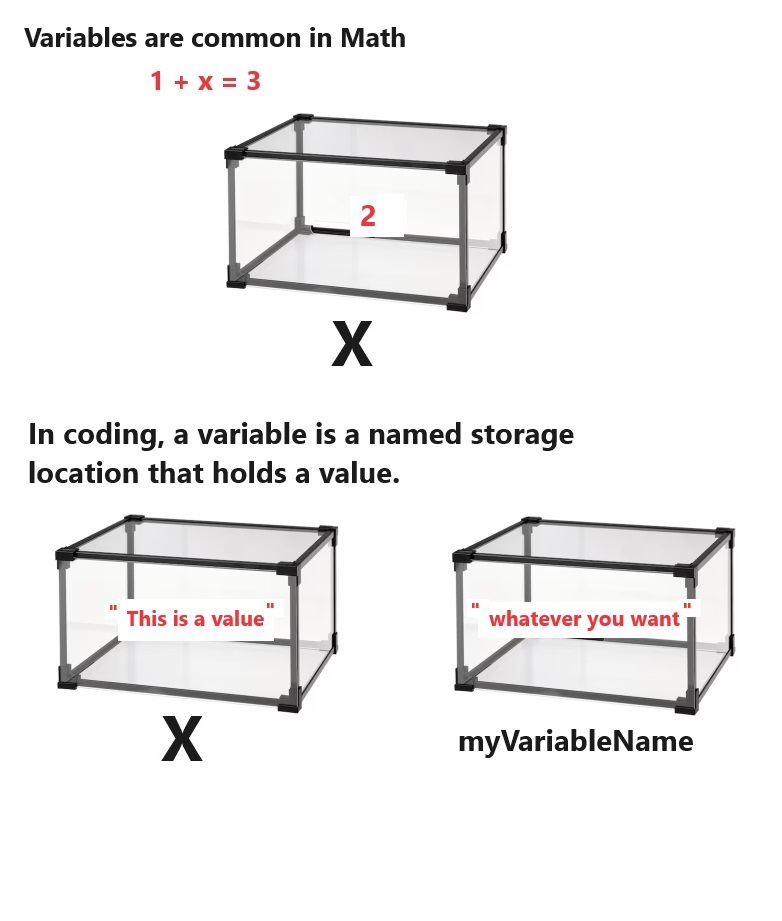 Variables are common in Math
1 + x = 3
2
X
In coding, a variable is a named storage
location that holds a value.
" This is a value"
" whatever you want"
X
myVariableName